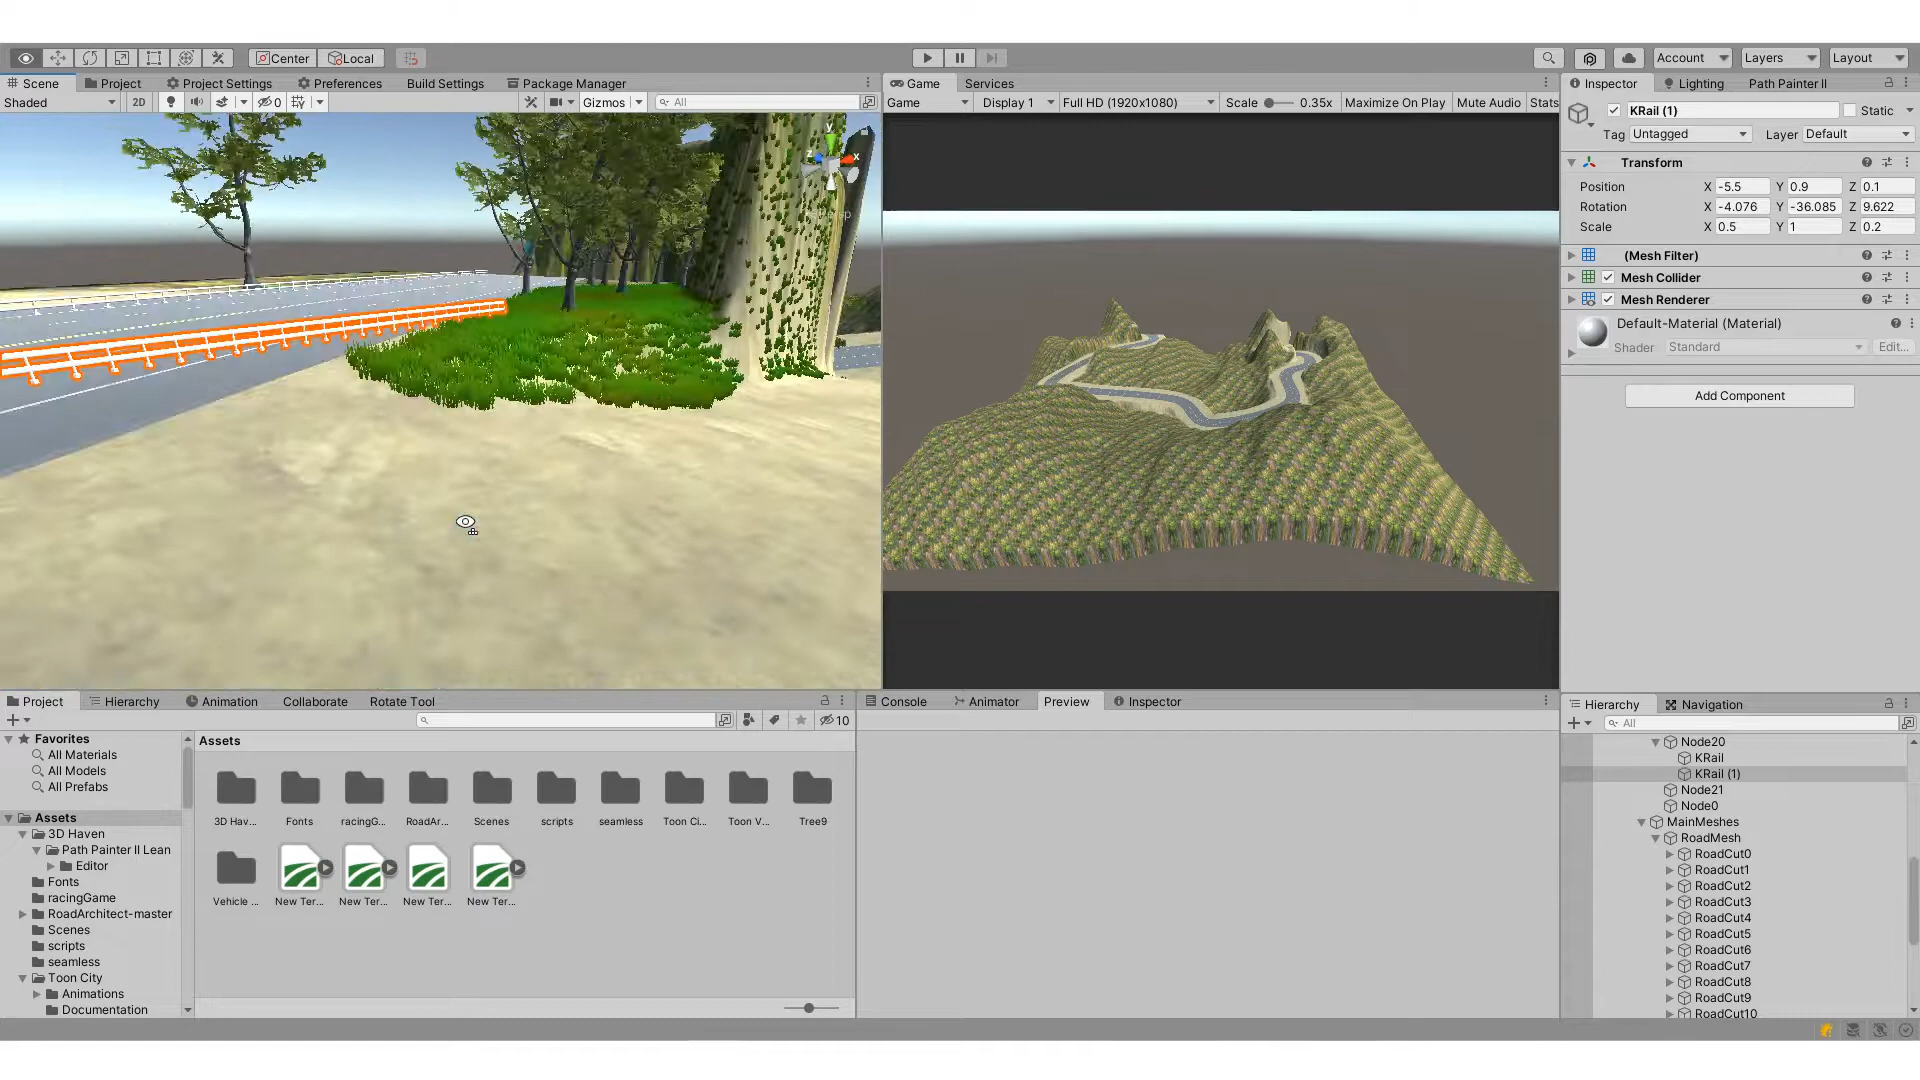 Center
Local
Account
Layers
Layout
Scene
Project
Project Settings
Preferences
Build Settings
Package Manager
Game
Services
Inspector
Lighting
Path Painter II
Shaded
2D
0
Gizmos
All
Game
Display 1
Full HD (1920x1080)
Scale
0.35x
Maximize On Play
Mute Audio
Stats
KRail (1)
Static
Tag Untagged
Layer Default
Transform
Position X -5.5 Y 0.9 Z 0.1
Rotation X -4.076 Y -36.085 Z 9.622
Scale X 0.5 Y 1 Z 0.2
(Mesh Filter)
Mesh Collider
Mesh Renderer
Default-Material (Material)
Shader Standard Edit...
Add Component
y
x
z
Persp
Project
Hierarchy
Animation
Collaborate
Rotate Tool
10
Favorites
All Materials
All Models
All Prefabs
Assets
3D Haven
Path Painter II Lean
Editor
Fonts
racingGame
RoadArchitect-master
Scenes
scripts
seamless
Toon City
Animations
Documentation
Assets
3D Hav...
Fonts
racingG...
RoadAr...
Scenes
scripts
seamless
Toon Ci...
Toon V...
Tree9
Vehicle ...
New Ter...
New Ter...
New Ter...
New Ter...
Console
Animator
Preview
Inspector
Hierarchy
Navigation
All
Node20
KRail
KRail (1)
Node21
Node0
MainMeshes
RoadMesh
RoadCut0
RoadCut1
RoadCut2
RoadCut3
RoadCut4
RoadCut5
RoadCut6
RoadCut7
RoadCut8
RoadCut9
RoadCut10